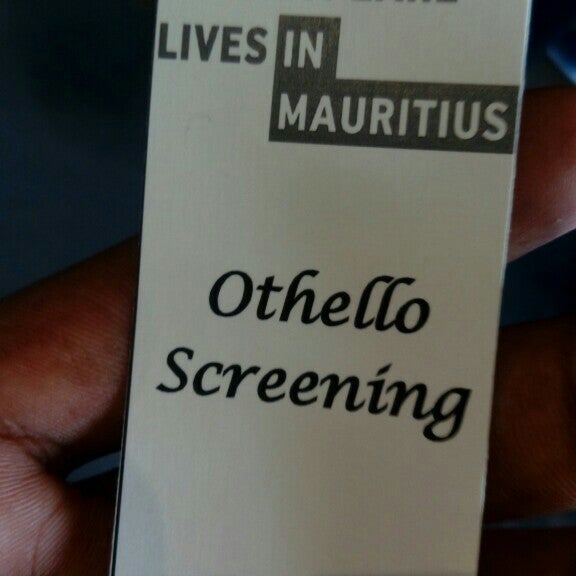 LIVES IN
MAURITIUS
Othello
Screening